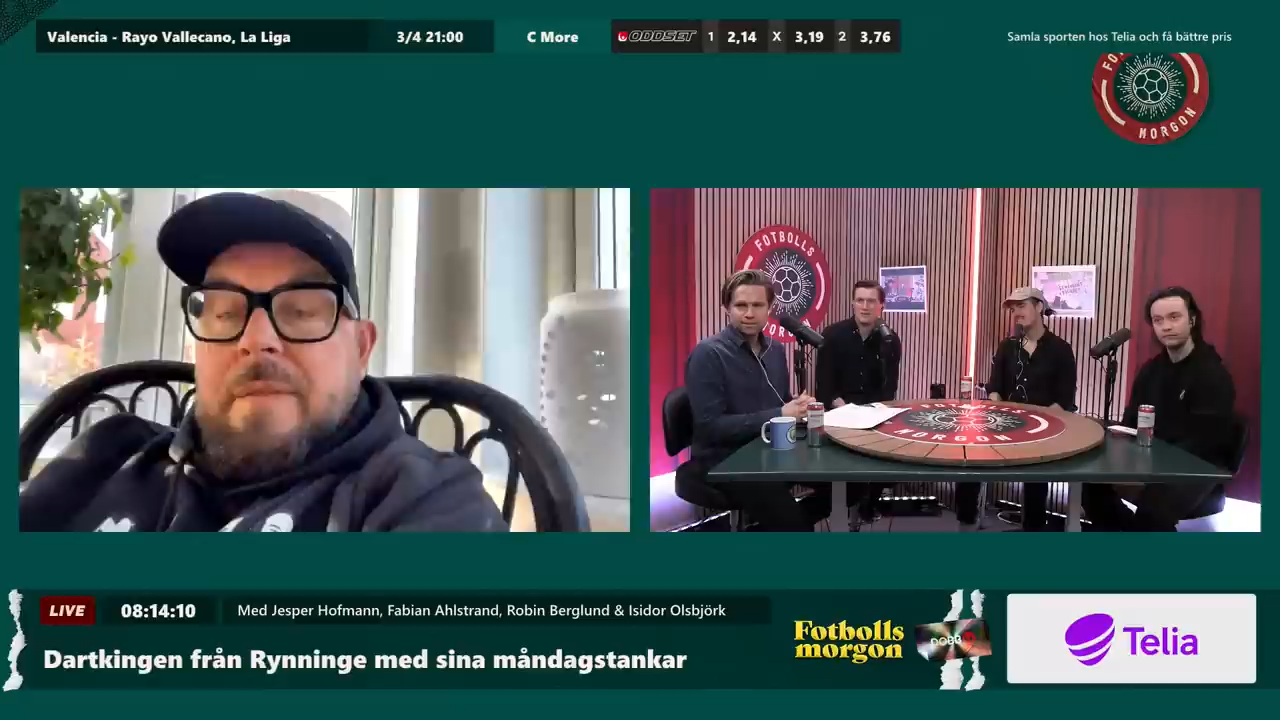 Valencia - Rayo Vallecano, La Liga
3/4 21:00
C More
ODDSET 1 2,14 X 3,19 2 3,76
Samla sporten hos Telia och få bättre pris
MORGON
FOTBOLLS
FOTBOLLS
MORGON
LIVE
08:14:10
Med Jesper Hofmann, Fabian Ahlstrand, Robin Berglund & Isidor Olsbjörk
Dartkingen från Rynninge med sina måndagstankar
Fotbolls
morgon
Telia